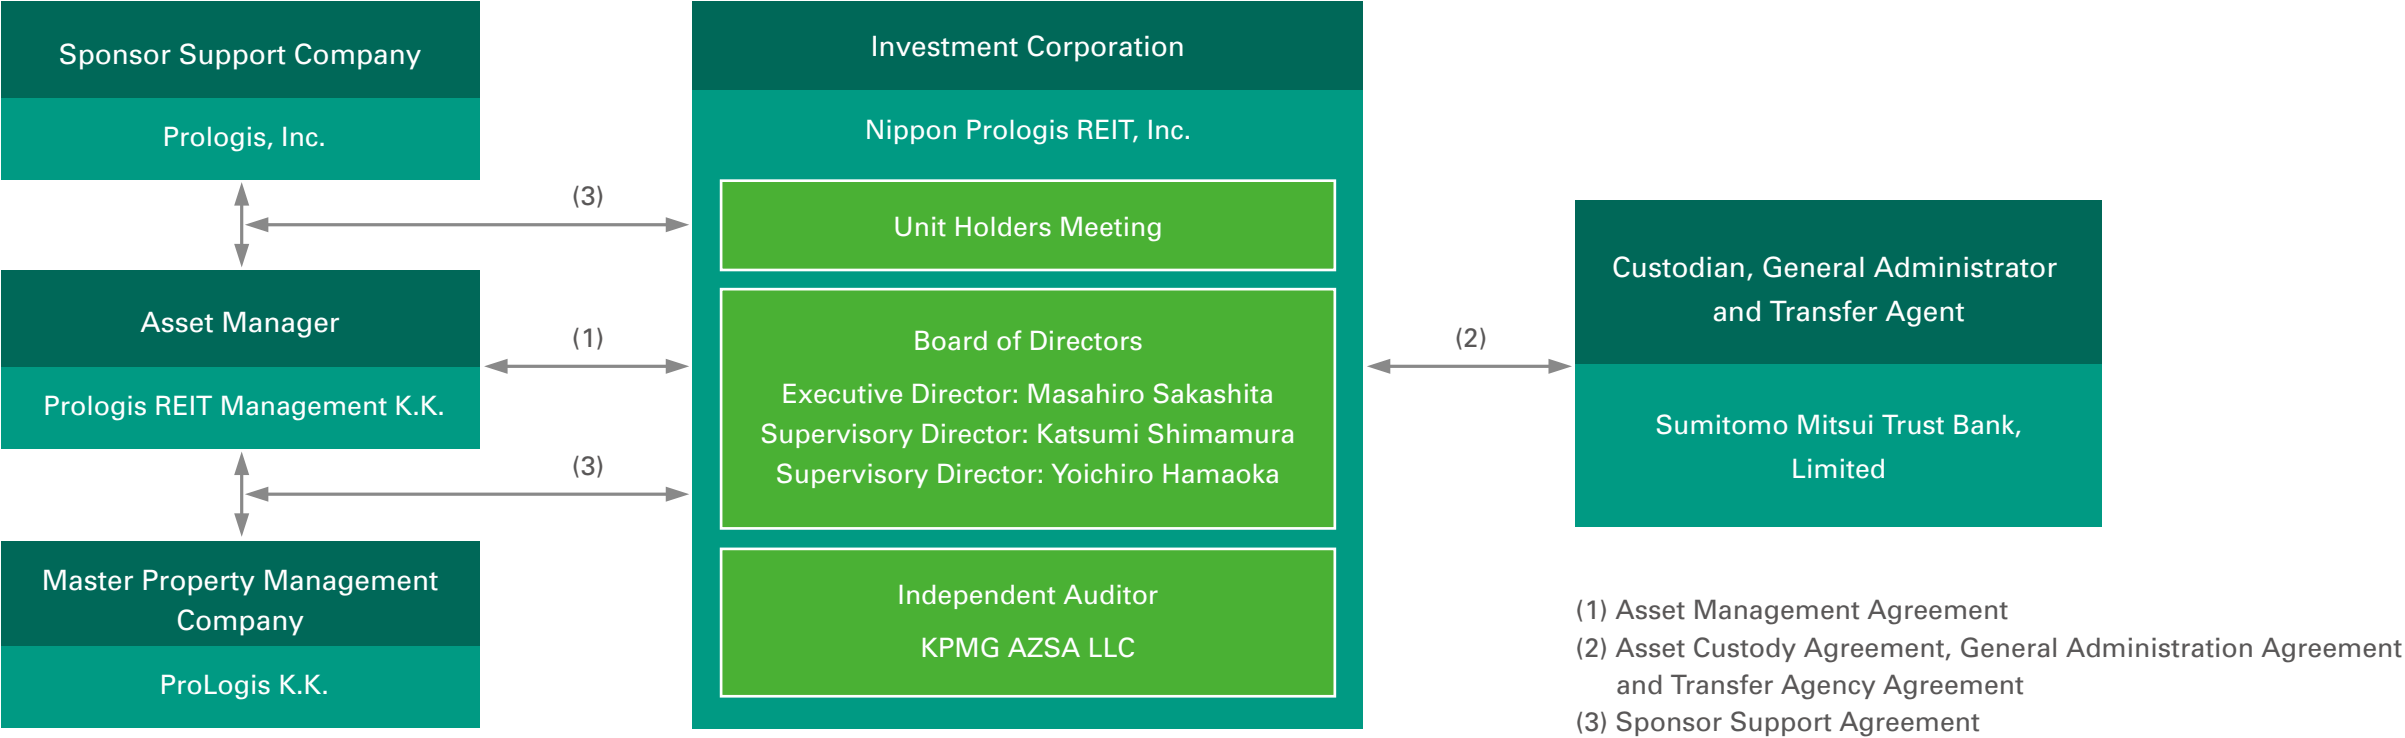 Sponsor Support Company
Prologis, Inc.
(3)
Asset Manager
Prologis REIT Management K.K.
(1)
(3)
Master Property Management
Company
ProLogis K.K.
Investment Corporation
Nippon Prologis REIT, Inc.
Unit Holders Meeting
Board of Directors
Executive Director: Masahiro Sakashita
Supervisory Director: Katsumi Shimamura
Supervisory Director: Yoichiro Hamaoka
Independent Auditor
KPMG AZSA LLC
(2)
Custodian, General Administrator
and Transfer Agent
Sumitomo Mitsui Trust Bank,
Limited
(1) Asset Management Agreement
(2) Asset Custody Agreement, General Administration Agreement
and Transfer Agency Agreement
(3) Sponsor Support Agreement